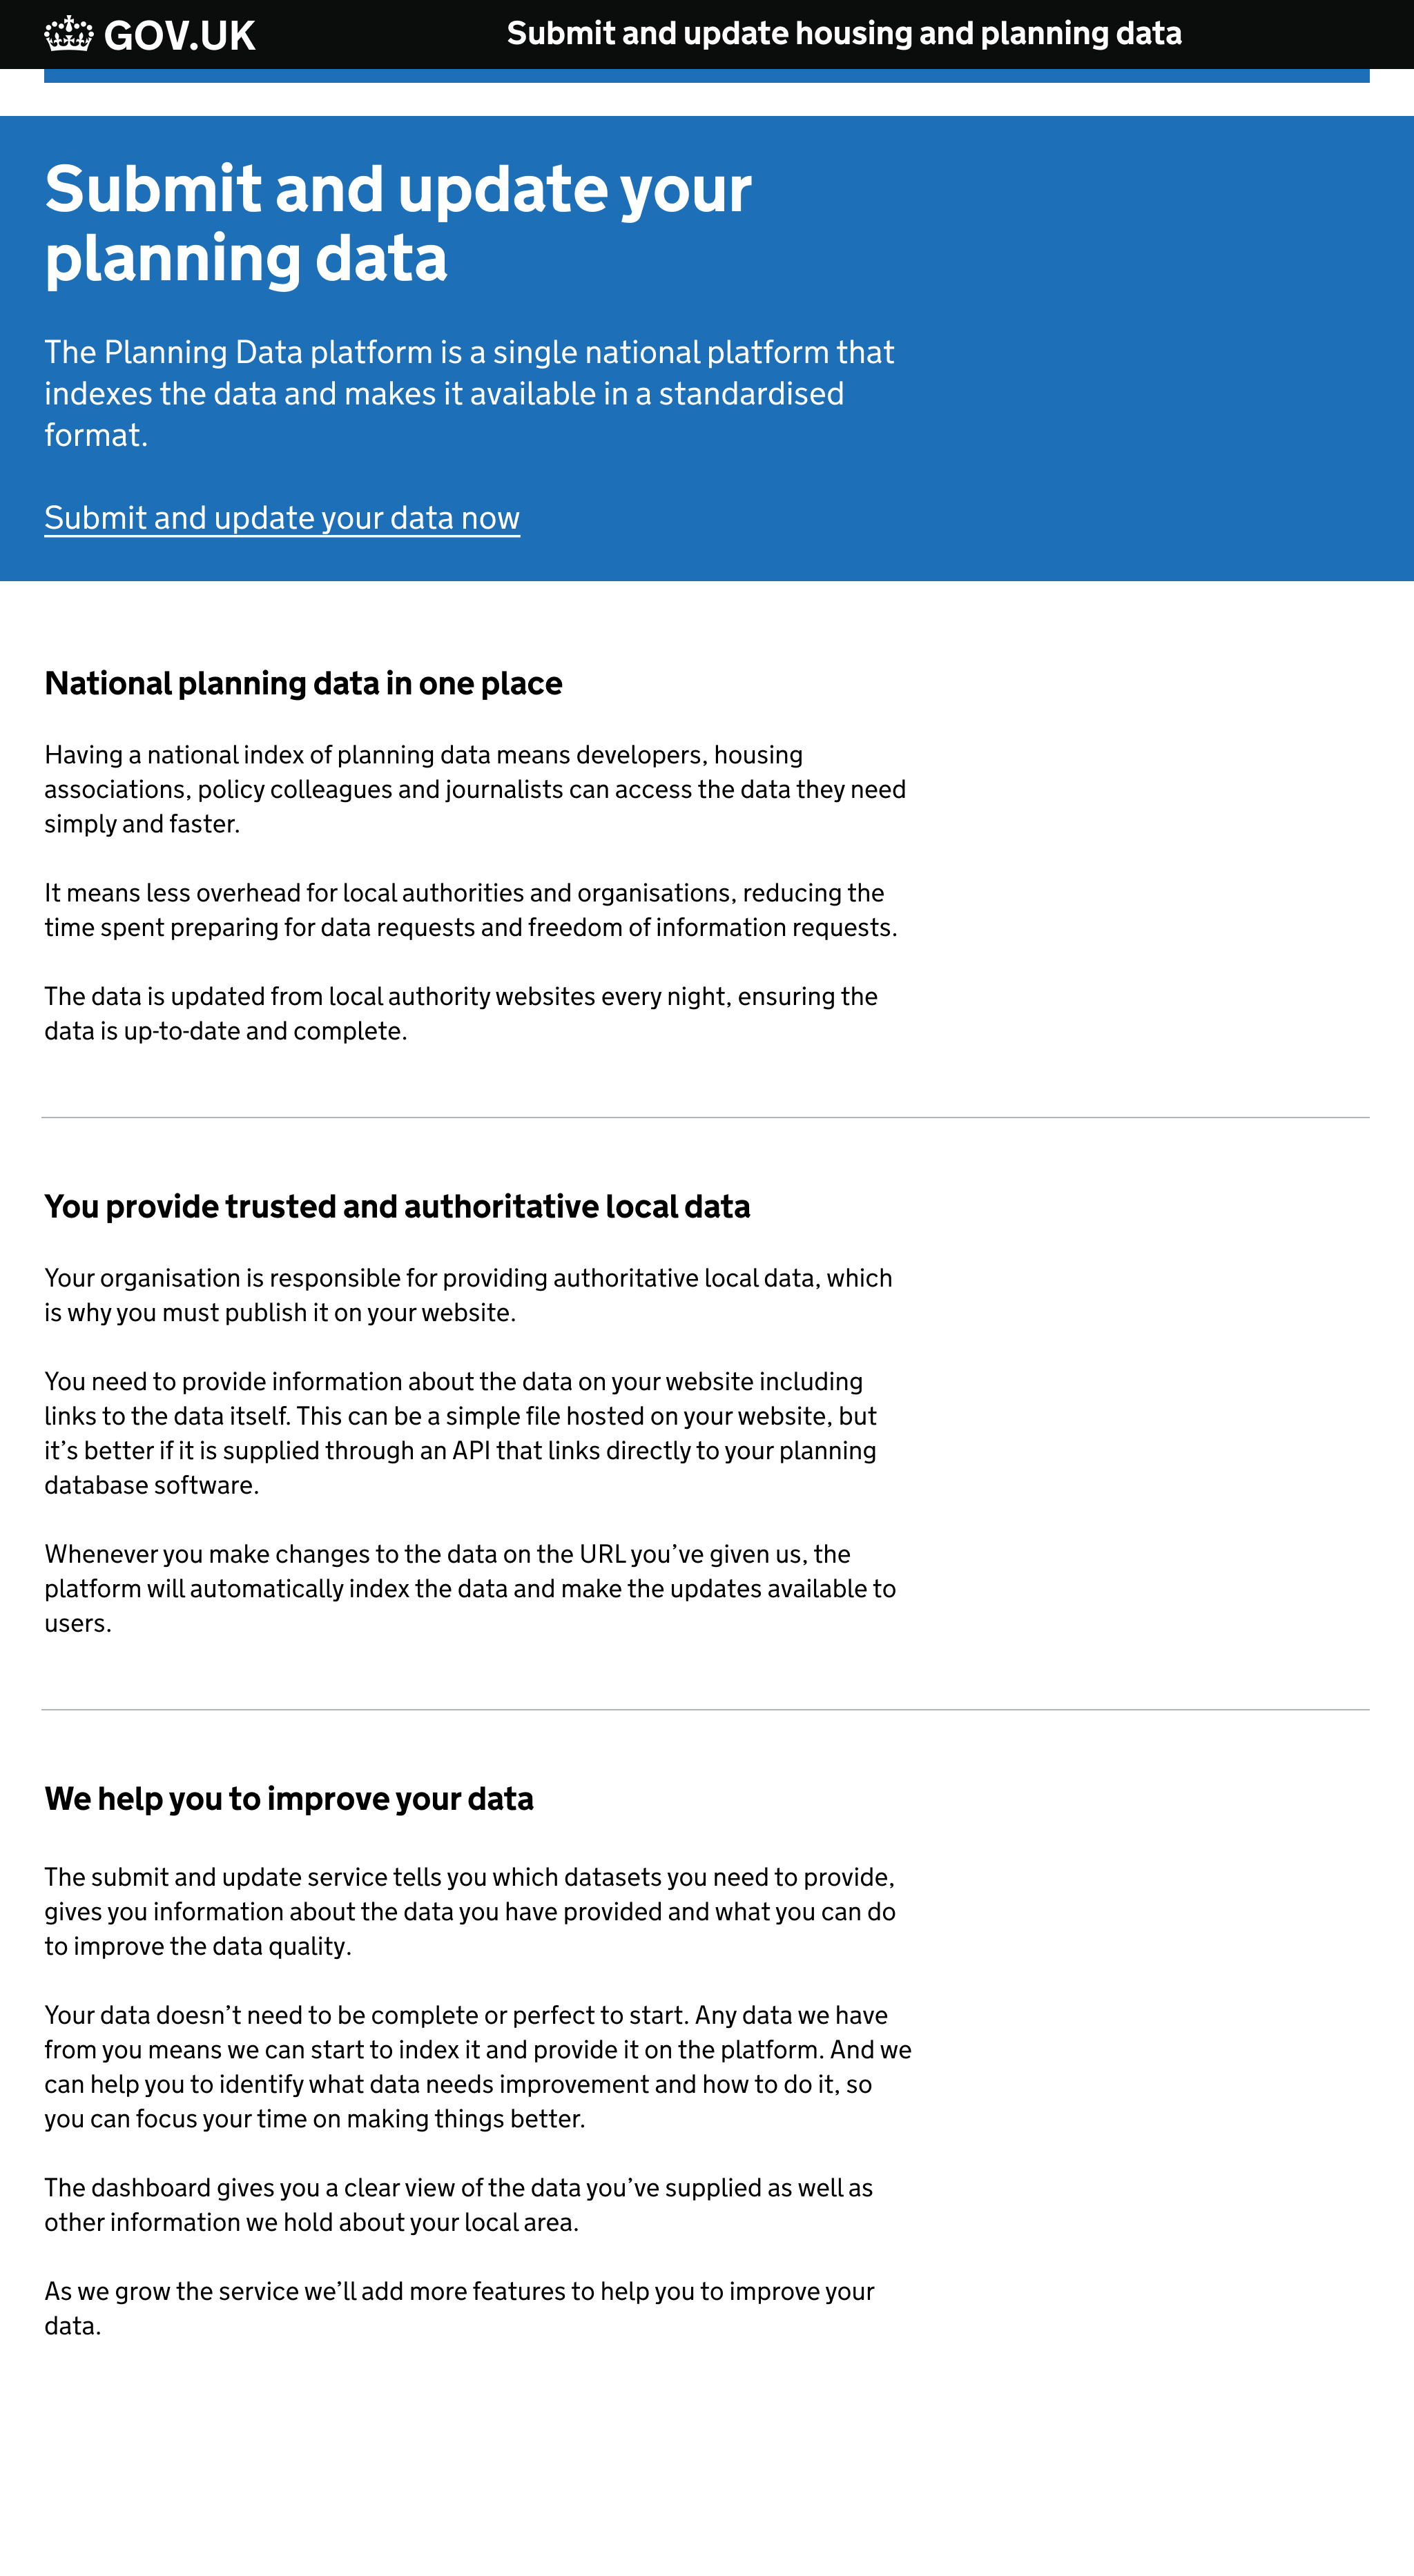 GOV.UK
Submit and update housing and planning data
Submit and update your
planning data
The Planning Data platform is a single national platform that
indexes the data and makes it available in a standardised
format.
Submit and update your data now
National planning data in one place
Having a national index of planning data means developers, housing
associations, policy colleagues and journalists can access the data they need
simply and faster.
It means less overhead for local authorities and organisations, reducing the
time spent preparing for data requests and freedom of information requests.
The data is updated from local authority websites every night, ensuring the
data is up-to-date and complete.
You provide trusted and authoritative local data
Your organisation is responsible for providing authoritative local data, which
is why you must publish it on your website.
You need to provide information about the data on your website including
links to the data itself. This can be a simple file hosted on your website, but
it’s better if it is supplied through an API that links directly to your planning
database software.
Whenever you make changes to the data on the URL you’ve given us, the
platform will automatically index the data and make the updates available to
users.
We help you to improve your data
The submit and update service tells you which datasets you need to provide,
gives you information about the data you have provided and what you can do
to improve the data quality.
Your data doesn’t need to be complete or perfect to start. Any data we have
from you means we can start to index it and provide it on the platform. And we
can help you to identify what data needs improvement and how to do it, so
you can focus your time on making things better.
The dashboard gives you a clear view of the data you’ve supplied as well as
other information we hold about your local area.
As we grow the service we’ll add more features to help you to improve your
data.